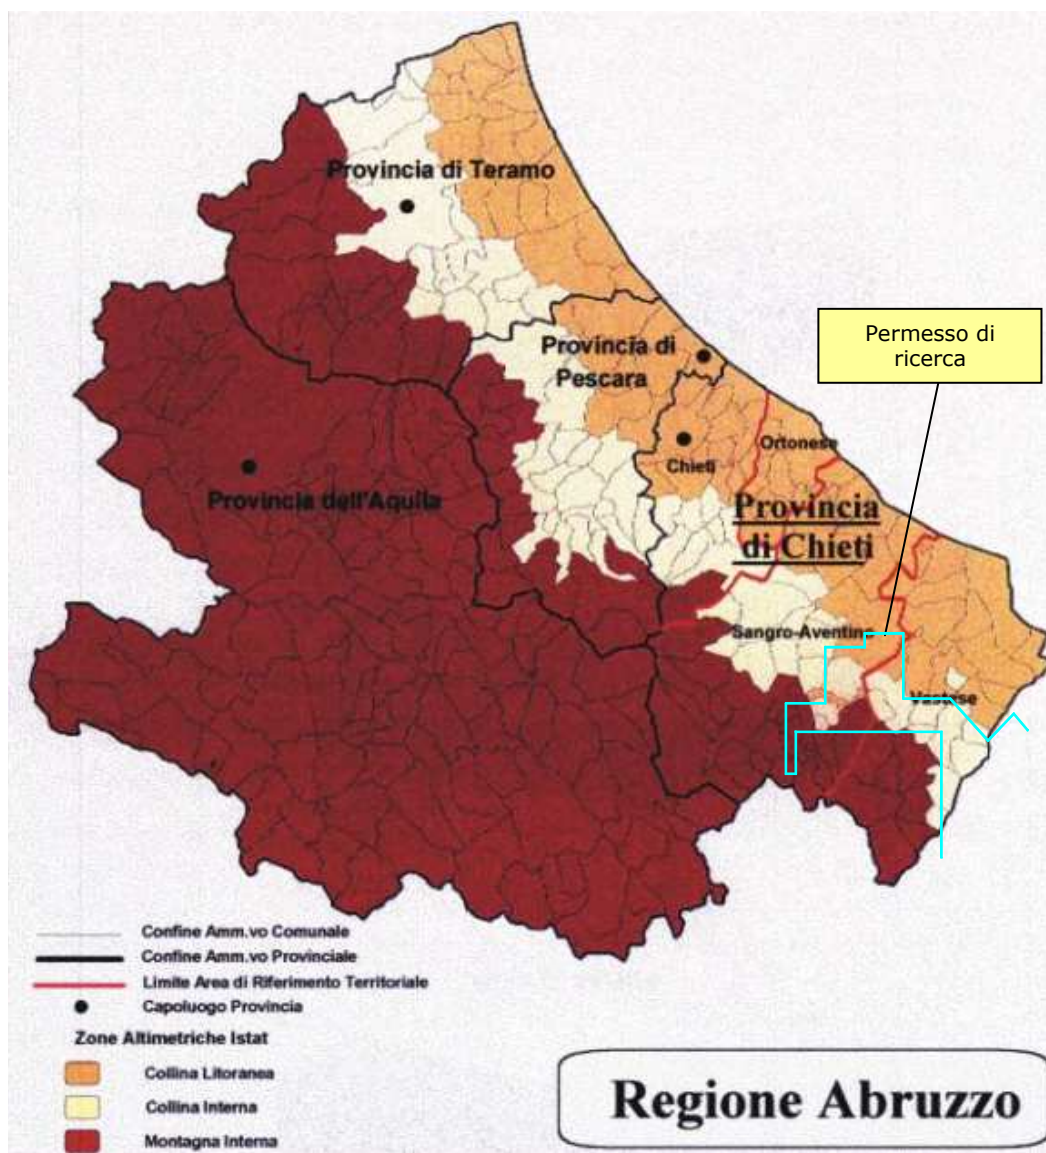 Provincia di Teramo
Permesso di
ricerca
Provincia di
Pescara
Ortonese
Chieti
Provincia dell'Aquila
Provincia
di Chieti
Sangro-Aventino
Vastese
Confine Amm.vo Comunale
Confine Amm.vo Provinciale
Limite Area di Riferimento Territoriale
Capoluogo Provincia
Zone Altimetriche Istat
Collina Litoranea
Collina Interna
Montagna Interna
Regione Abruzzo